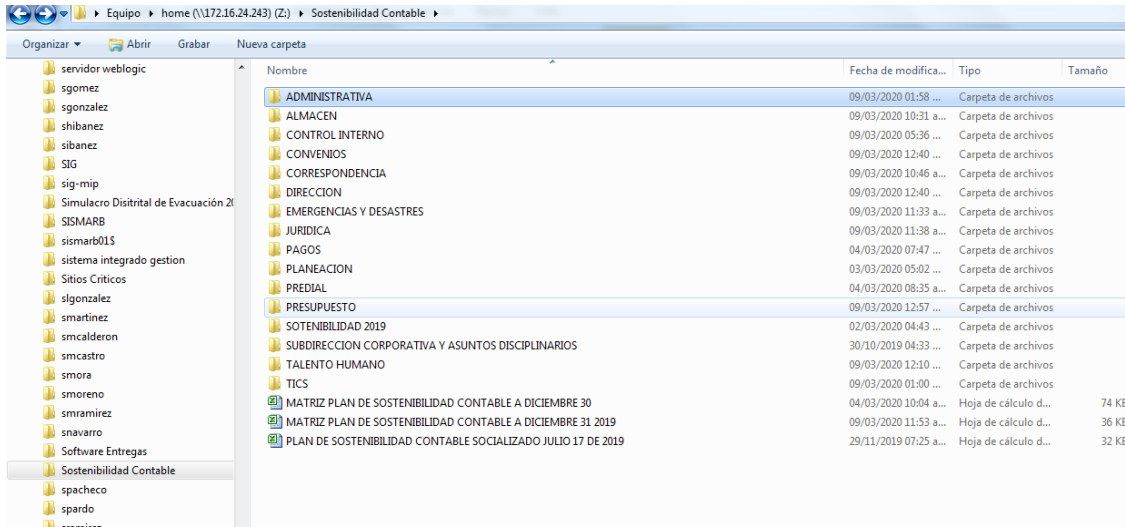 Equipo ▸ home (\\172.16.24.243) (Z:) ▸ Sostenibilidad Contable ▸
Organizar Abrir Grabar Nueva carpeta
servidor weblogic
sgomez
sgonzalez
shibanez
sibanez
SIG
sig-mip
Simulacro Disitrital de Evacuación 20
SISMARB
sismarb01$
sistema integrado gestion
Sitios Criticos
slgonzalez
smartinez
smcalderon
smcastro
smora
smoreno
smramirez
snavarro
Software Entregas
Sostenibilidad Contable
spacheco
spardo
Nombre Fecha de modifica... Tipo Tamaño
ADMINISTRATIVA 09/03/2020 01:58 ... Carpeta de archivos
ALMACEN 09/03/2020 10:31 a... Carpeta de archivos
CONTROL INTERNO 09/03/2020 05:36 ... Carpeta de archivos
CONVENIOS 09/03/2020 12:40 ... Carpeta de archivos
CORRESPONDENCIA 09/03/2020 10:46 a... Carpeta de archivos
DIRECCION 09/03/2020 12:40 ... Carpeta de archivos
EMERGENCIAS Y DESASTRES 09/03/2020 11:33 a... Carpeta de archivos
JURIDICA 09/03/2020 11:38 a... Carpeta de archivos
PAGOS 04/03/2020 07:47 ... Carpeta de archivos
PLANEACION 03/03/2020 05:02 ... Carpeta de archivos
PREDIAL 04/03/2020 08:35 a... Carpeta de archivos
PRESUPUESTO 09/03/2020 12:57 ... Carpeta de archivos
SOTENIBILIDAD 2019 02/03/2020 04:43 ... Carpeta de archivos
SUBDIRECCION CORPORATIVA Y ASUNTOS DISCIPLINARIOS 30/10/2019 04:33 ... Carpeta de archivos
TALENTO HUMANO 09/03/2020 12:10 ... Carpeta de archivos
TICS 09/03/2020 01:00 ... Carpeta de archivos
MATRIZ PLAN DE SOSTENIBILIDAD CONTABLE A DICIEMBRE 30 04/03/2020 10:04 a... Hoja de cálculo d... 74 KB
MATRIZ PLAN DE SOSTENIBILIDAD CONTABLE A DICIEMBRE 31 2019 09/03/2020 11:53 a... Hoja de cálculo d... 36 KB
PLAN DE SOSTENIBILIDAD CONTABLE SOCIALIZADO JULIO 17 DE 2019 29/11/2019 07:25 a... Hoja de cálculo d... 32 KB